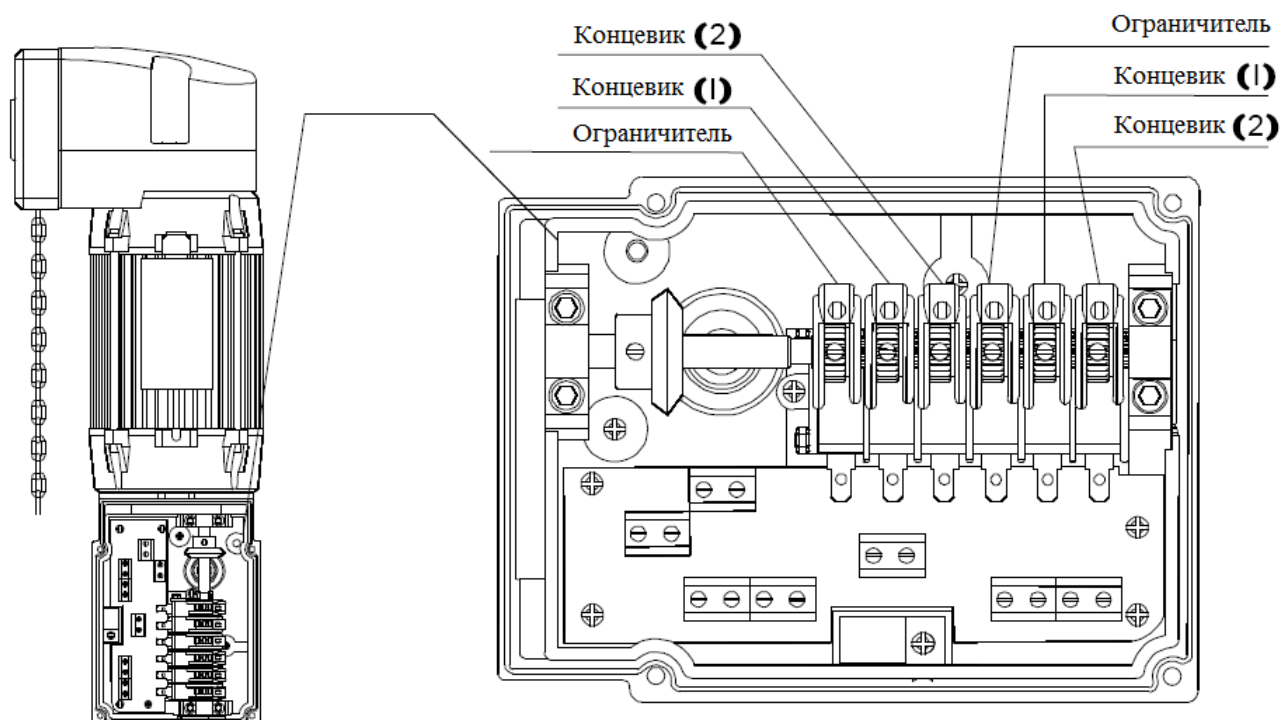 Концевик (2)
Концевик (1)
Ограничитель
Ограничитель
Концевик (1)
Концевик (2)